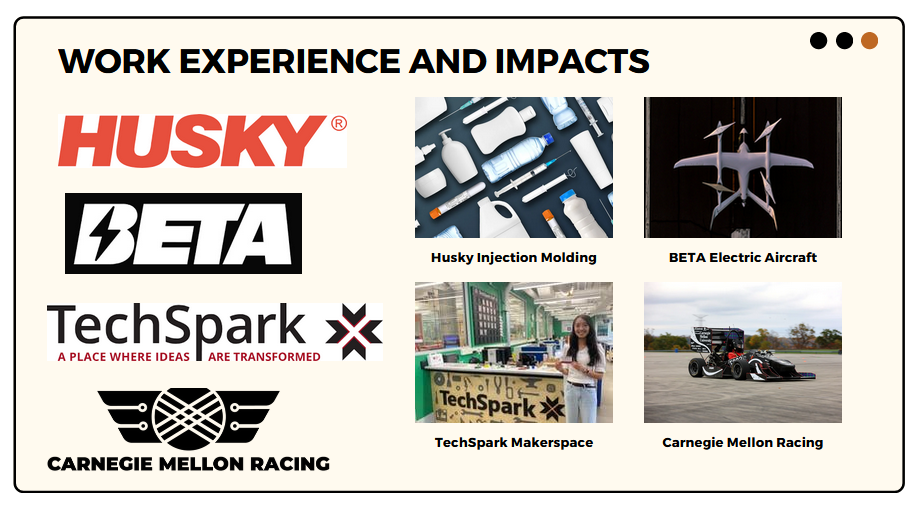 WORK EXPERIENCE AND IMPACTS
HUSKY®
BETA
TechSpark
A PLACE WHERE IDEAS ARE TRANSFORMED
CARNEGIE MELLON RACING
Husky Injection Molding
BETA Electric Aircraft
TechSpark
TechSpark Makerspace
Carnegie Mellon Racing